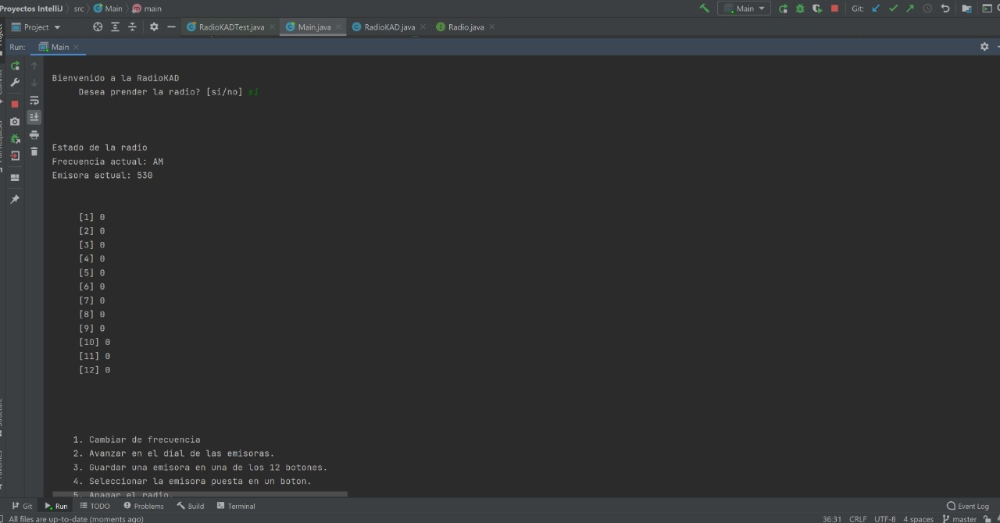 Proyectos IntelliJ src Main main
Main Git:
Project RadioKADTest.java Main.java RadioKAD.java Radio.java
Run: Main
Bienvenido a la RadioKAD
Desea prender la radio? [si/no] si
Estado de la radio
Frecuencia actual: AM
Emisora actual: 530
[1] 0
[2] 0
[3] 0
[4] 0
[5] 0
[6] 0
[7] 0
[8] 0
[9] 0
[10] 0
[11] 0
[12] 0
1. Cambiar de frecuencia
2. Avanzar en el dial de las emisoras.
3. Guardar una emisora en una de los 12 botones.
4. Seleccionar la emisora puesta en un boton.
5. Apagar el radio.
Git Run TODO Problems Build Terminal Event Log
All files are up-to-date (moments ago) 36:31 CRLF UTF-8 4 spaces master